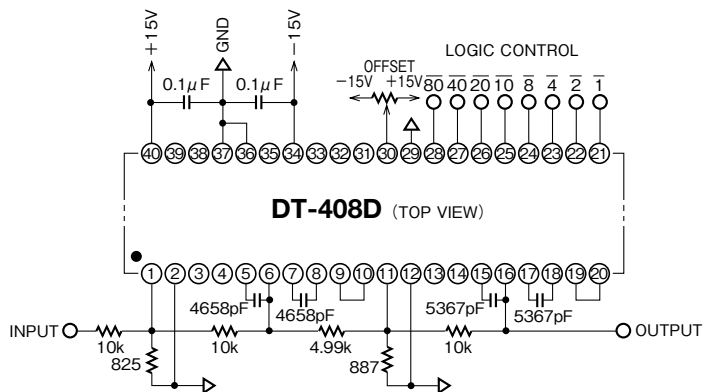 +15V GND -15V
0.1μF 0.1μF
OFFSET
-15V +15V
LOGIC CONTROL
80 40 20 10 8 4 2 1
40 39 38 37 36 35 34 33 32 31 30 29 28 27 26 25 24 23 22 21
DT-408D (TOP VIEW)
1 2 3 4 5 6 7 8 9 10 11 12 13 14 15 16 17 18 19 20
4658pF 4658pF 5367pF 5367pF
INPUT 10k 10k 4.99k 10k OUTPUT
825 887